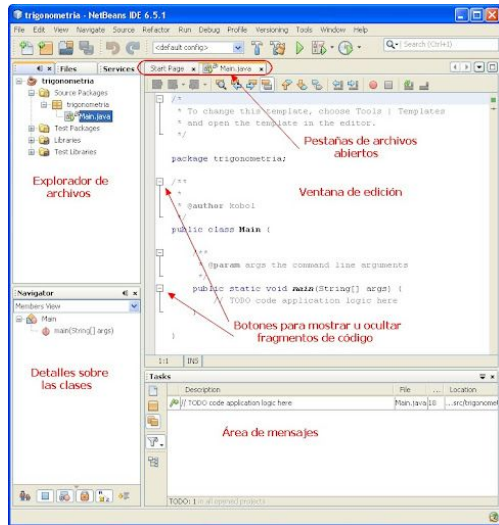 trigonometria - NetBeans IDE 6.5.1
File Edit View Navigate Source Refactor Run Debug Profile Versioning Tools Window Help
<default config>
Search (Ctrl+I)
Files Services
Start Page Main.java
trigonometria
Source Packages
trigonometria
Main.java
Test Packages
Libraries
Test Libraries
Explorador de
archivos
/*
* To change this template, choose Tools | Templates
* and open the template in the editor.
*/
Pestañas de archivos
abiertos
package trigonometria;
/**
Ventana de edición
*
* @author kobol
*/
public class Main {
/**
* @param args the command line arguments
*/
public static void main(String[] args) {
// TODO code application logic here
}
Botones para mostrar u ocultar
fragmentos de código
}
1:1 INS
Navigator
Members View
Main
main(String[] args)
Detalles sobre
las clases
Tasks
Description File ... Location
// TODO code application logic here Main.java 18 ...src/trigonomet
Área de mensajes
TODO: 1 in all opened projects